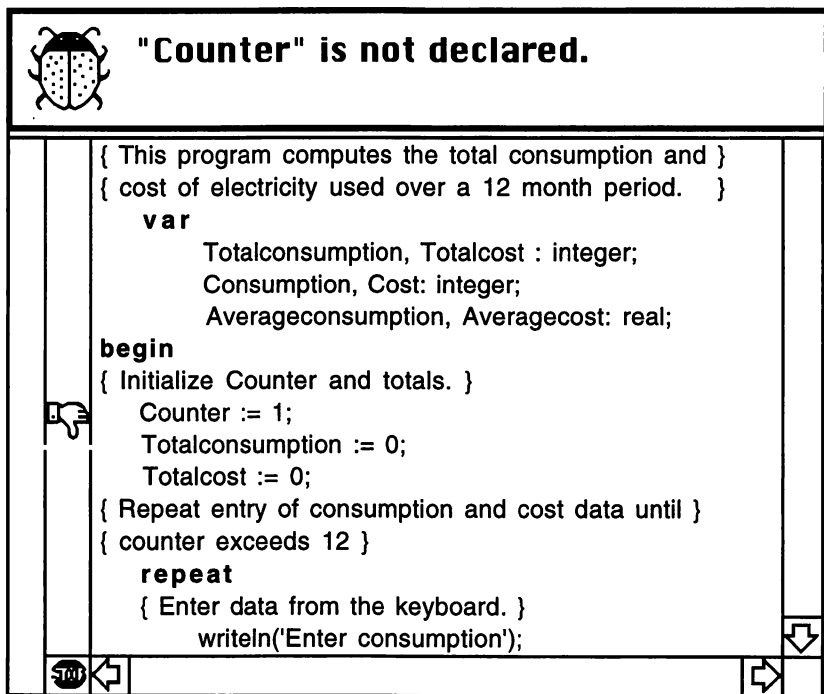 "Counter" is not declared.
{ This program computes the total consumption and }
{ cost of electricity used over a 12 month period. }
var
Totalconsumption, Totalcost : integer;
Consumption, Cost: integer;
Averageconsumption, Averagecost: real;
begin
{ Initialize Counter and totals. }
Counter := 1;
Totalconsumption := 0;
Totalcost := 0;
{ Repeat entry of consumption and cost data until }
{ counter exceeds 12 }
repeat
{ Enter data from the keyboard. }
writeln('Enter consumption');
STOP